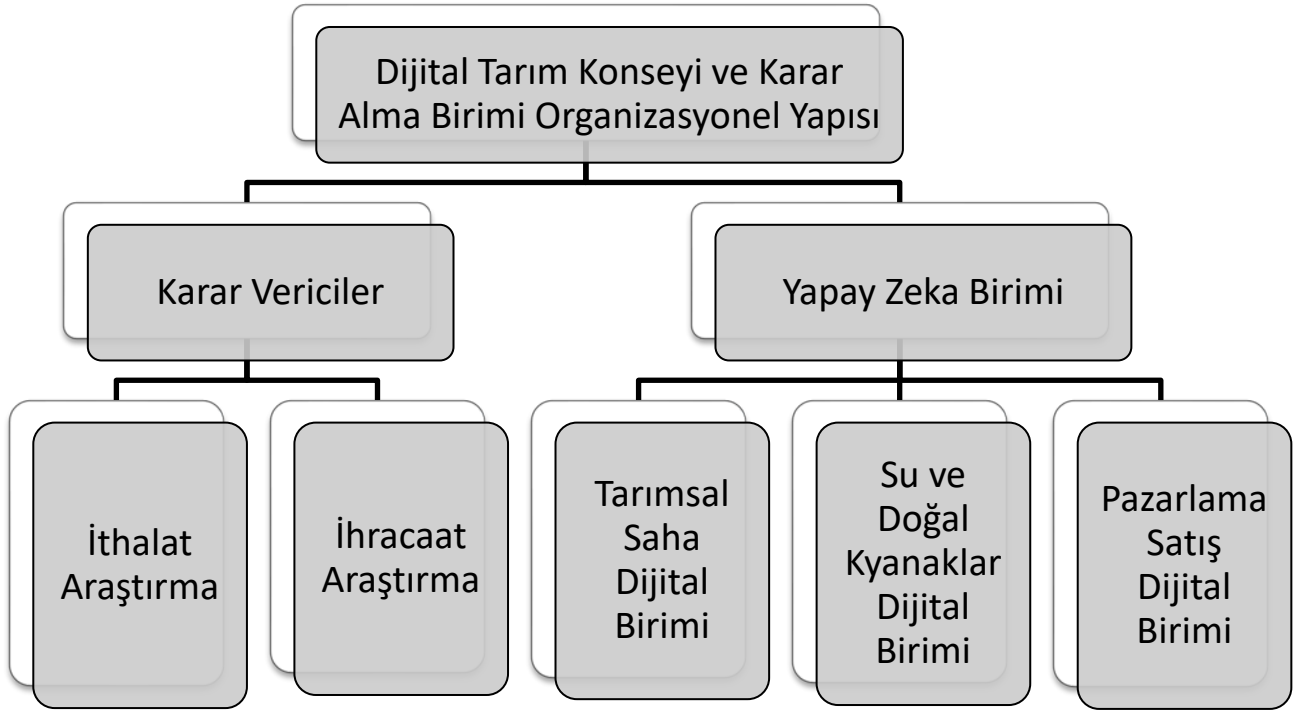 Dijital Tarım Konseyi ve Karar
Alma Birimi Organizasyonel Yapısı
Karar Vericiler
Yapay Zeka Birimi
İthalat
Araştırma
İhracaat
Araştırma
Tarımsal
Saha
Dijital
Birimi
Su ve
Doğal
Kyanaklar
Dijital
Birimi
Pazarlama
Satış
Dijital
Birimi